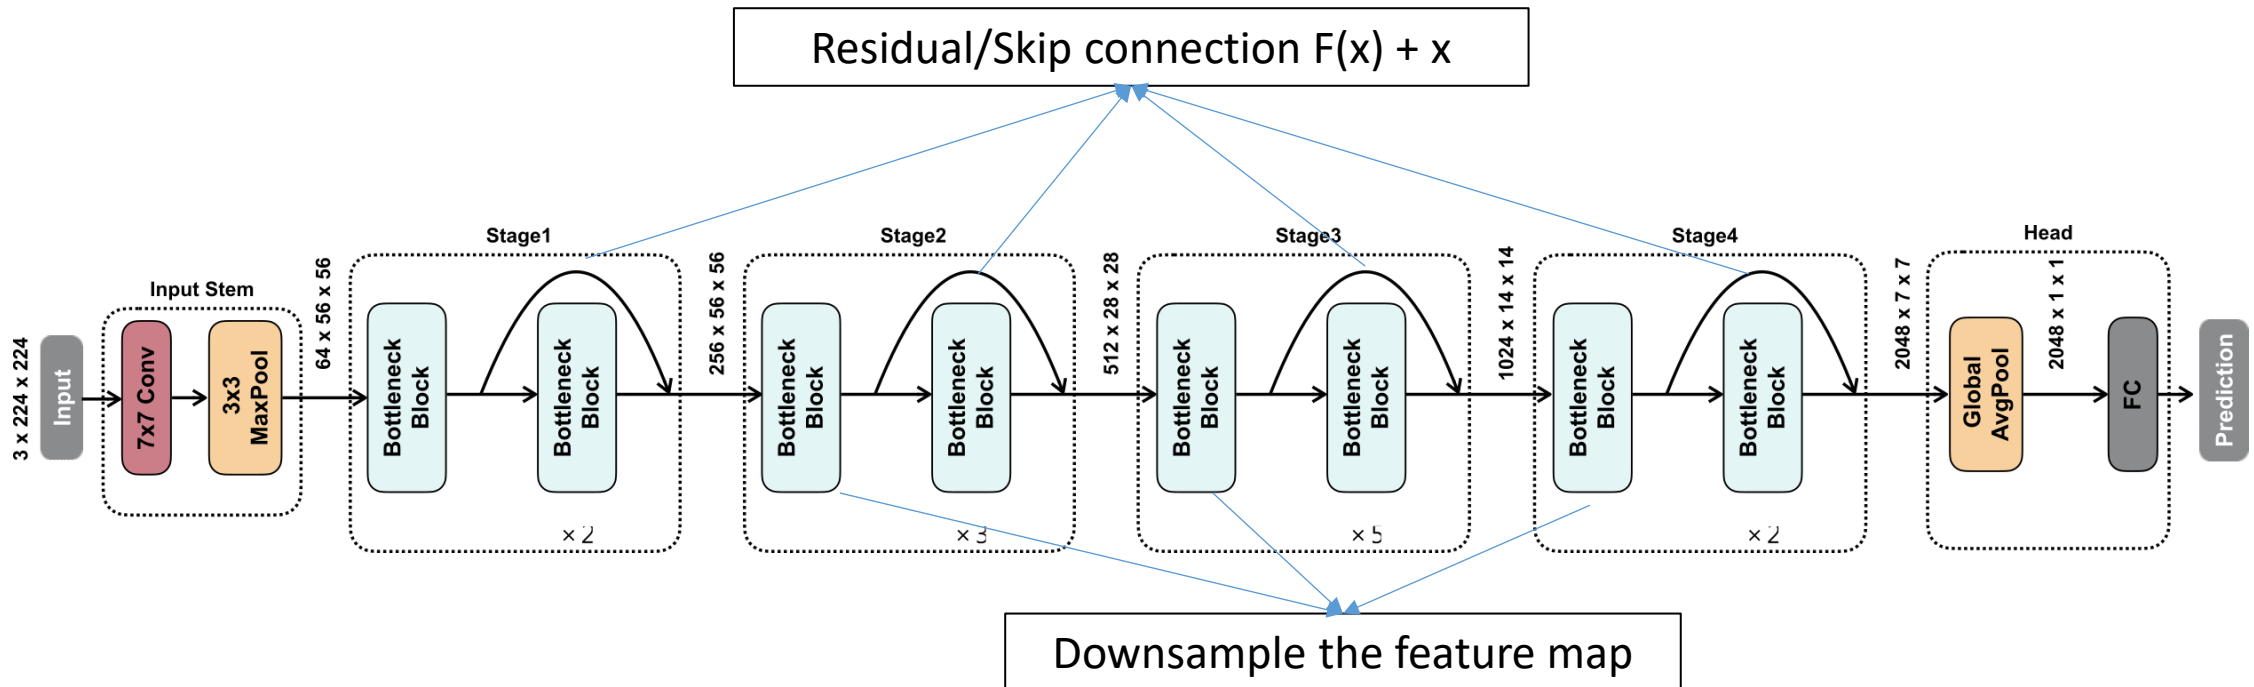 Residual/Skip connection F(x) + x
3 x 224 x 224
Input
Input Stem
7x7 Conv
3x3
MaxPool
64 x 56 x 56
Stage1
Bottleneck
Block
Bottleneck
Block
× 2
256 x 56 x 56
Stage2
Bottleneck
Block
Bottleneck
Block
× 3
512 x 28 x 28
Stage3
Bottleneck
Block
Bottleneck
Block
× 5
1024 x 14 x 14
Stage4
Bottleneck
Block
Bottleneck
Block
× 2
2048 x 7 x 7
Head
Global
AvgPool
2048 x 1 x 1
FC
Prediction
Downsample the feature map